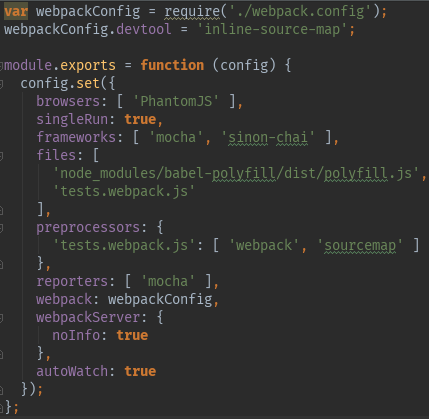 var webpackConfig = require('./webpack.config');
webpackConfig.devtool = 'inline-source-map';

module.exports = function (config) {
  config.set({
    browsers: [ 'PhantomJS' ],
    singleRun: true,
    frameworks: [ 'mocha', 'sinon-chai' ],
    files: [
      'node_modules/babel-polyfill/dist/polyfill.js',
      'tests.webpack.js'
    ],
    preprocessors: {
      'tests.webpack.js': [ 'webpack', 'sourcemap' ]
    },
    reporters: [ 'mocha' ],
    webpack: webpackConfig,
    webpackServer: {
      noInfo: true
    },
    autoWatch: true
  });
};